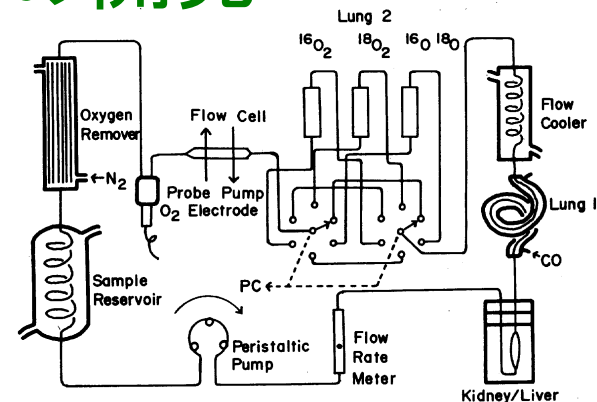 Lung 2
16O2
18O2
16O 18O
Oxygen
Remover
Flow Cell
Flow
Cooler
←N2
Probe Pump
O2 Electrode
Lung 1
←CO
Sample
Reservoir
PC
Peristaltic
Pump
Flow
Rate
Meter
Kidney/Liver